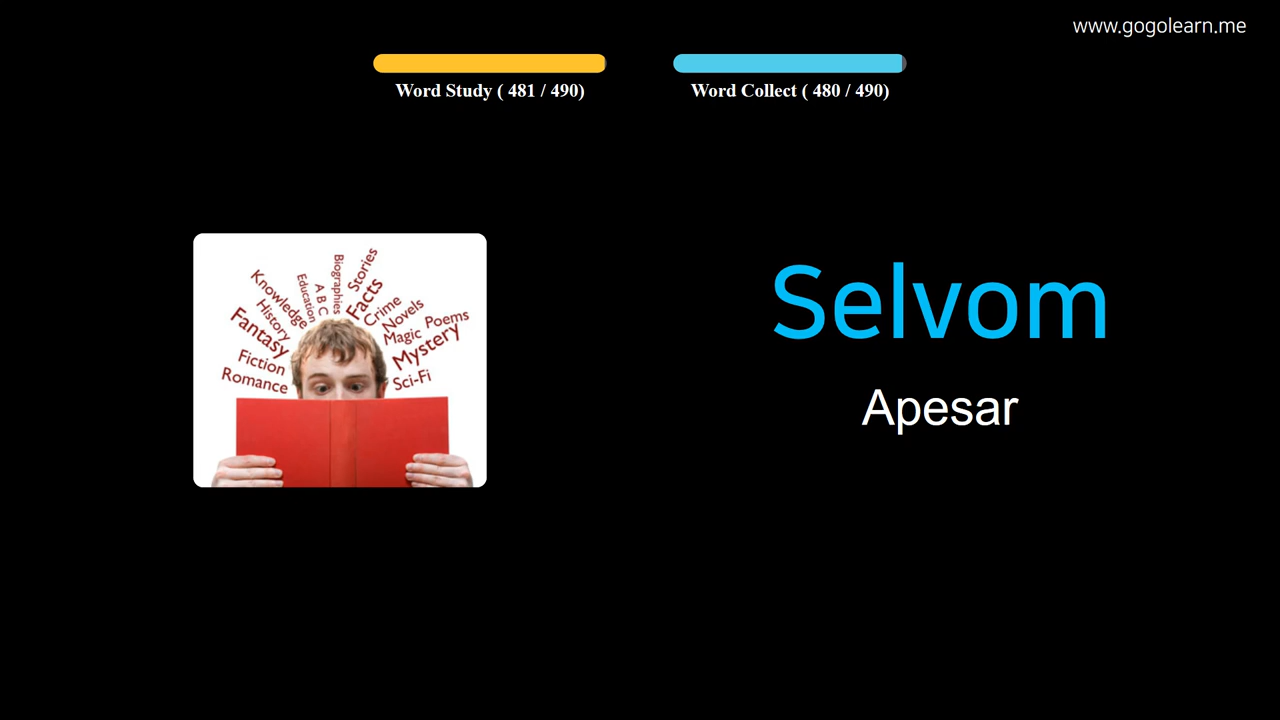 www.gogolearn.me
Word Study ( 481 / 490)
Word Collect ( 480 / 490)
Selvom
Apesar
Knowledge
History
Fantasy
Fiction
Romance
Education
A B C
Biographies
Stories
Facts
Crime
Novels
Magic
Poems
Mystery
Sci-Fi